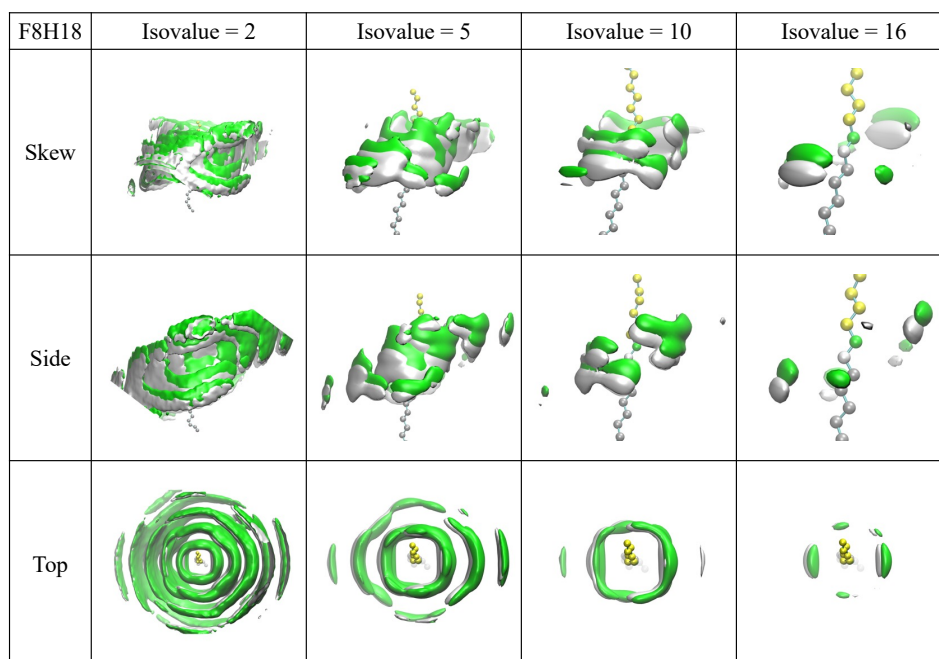 F8H18 Isovalue = 2 Isovalue = 5 Isovalue = 10 Isovalue = 16
Skew
Side
Top